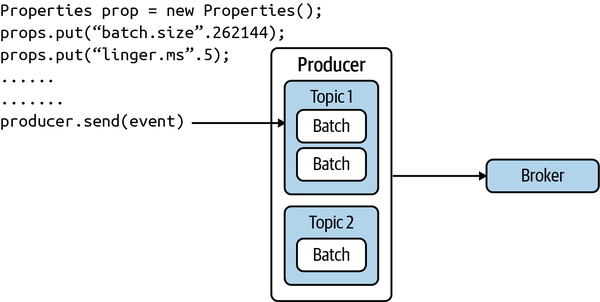 Properties prop = new Properties();
props.put(“batch.size”.262144);
props.put(“linger.ms”.5);
......
.......
producer.send(event)
Producer
Topic 1
Batch
Batch
Topic 2
Batch
Broker